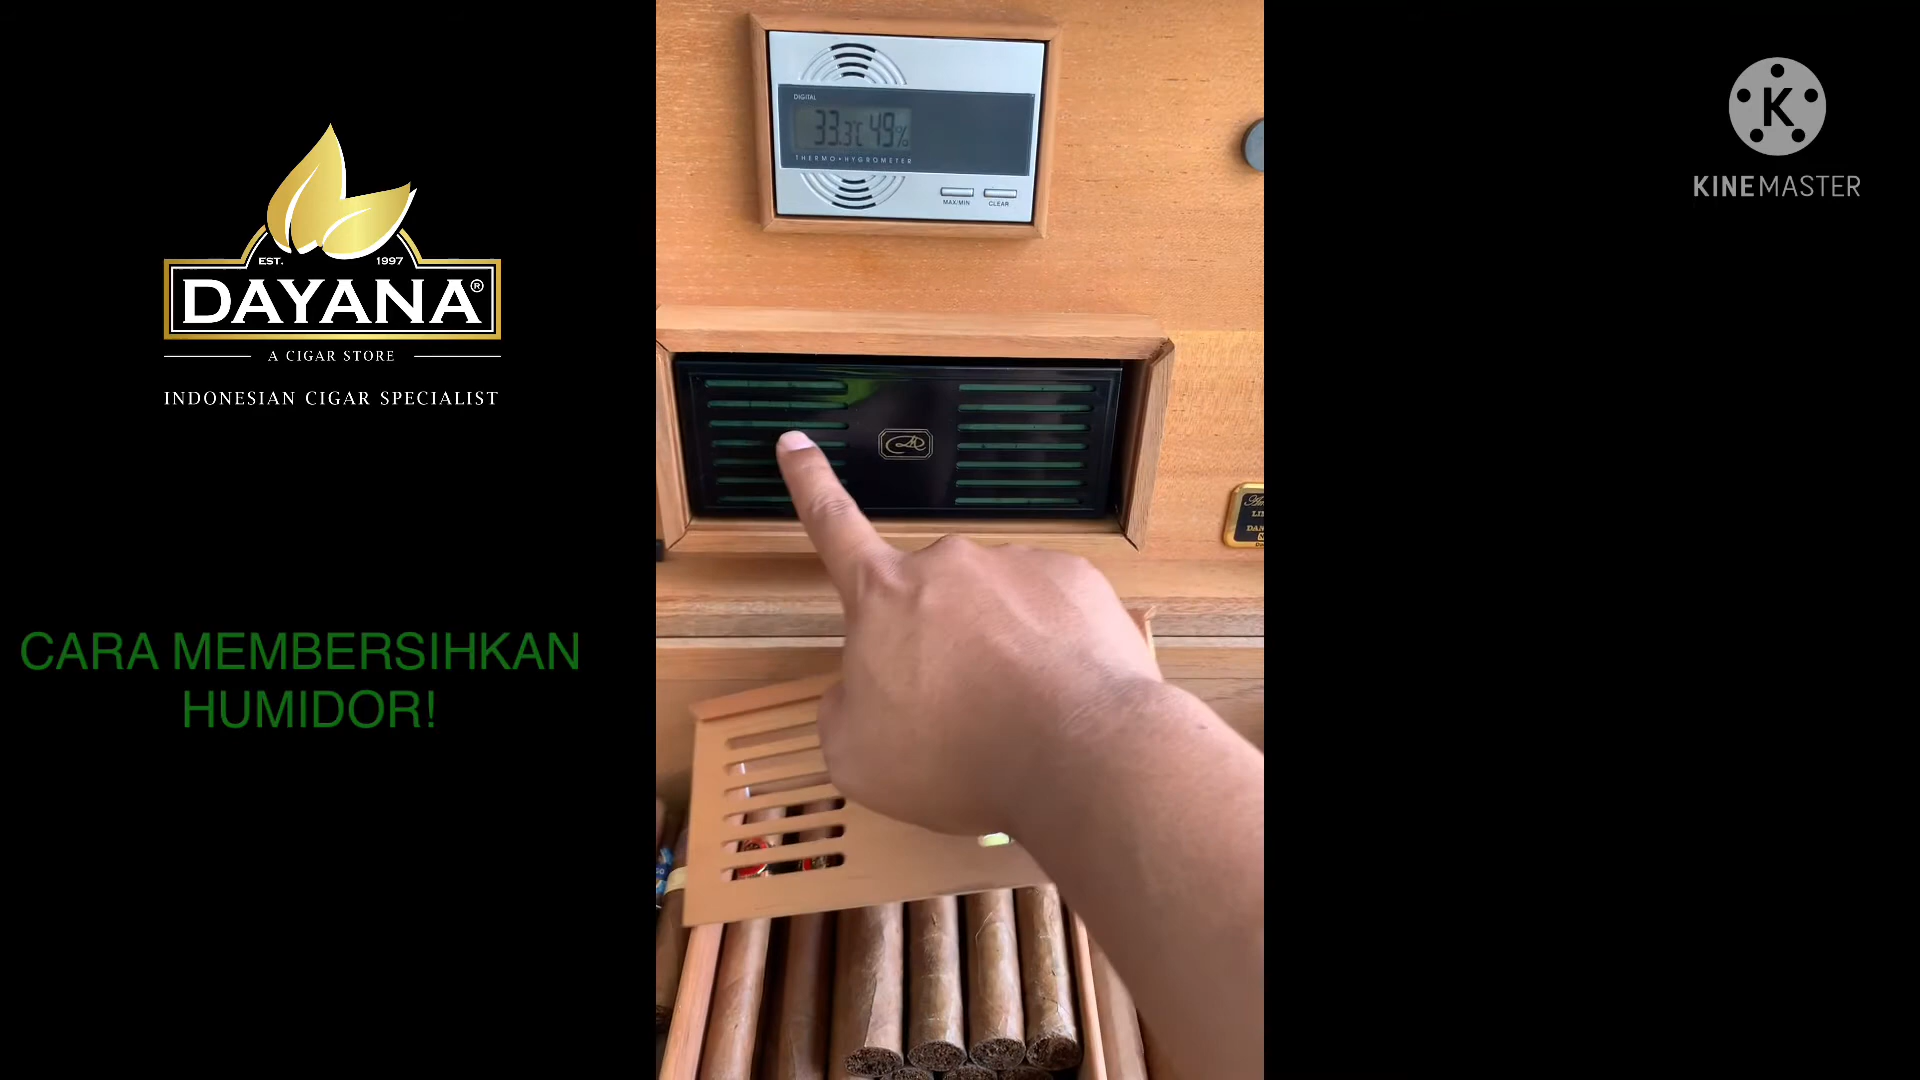 EST. 1997
DAYANA®
A CIGAR STORE
INDONESIAN CIGAR SPECIALIST
CARA MEMBERSIHKAN
HUMIDOR!
DIGITAL
33.3°C 49%
THERMO•HYGROMETER
MAX/MIN CLEAR
K
KINEMASTER